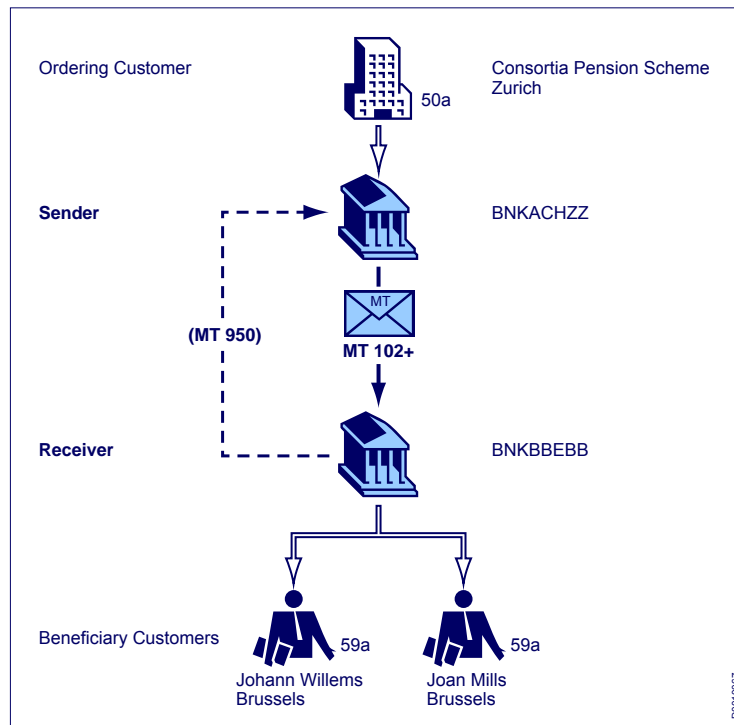 Ordering Customer
Consortia Pension Scheme
Zurich
50a
Sender
BNKACHZZ
MT
(MT 950)
MT 102+
Receiver
BNKBBEBB
Beneficiary Customers
59a
59a
Johann Willems
Brussels
Joan Mills
Brussels